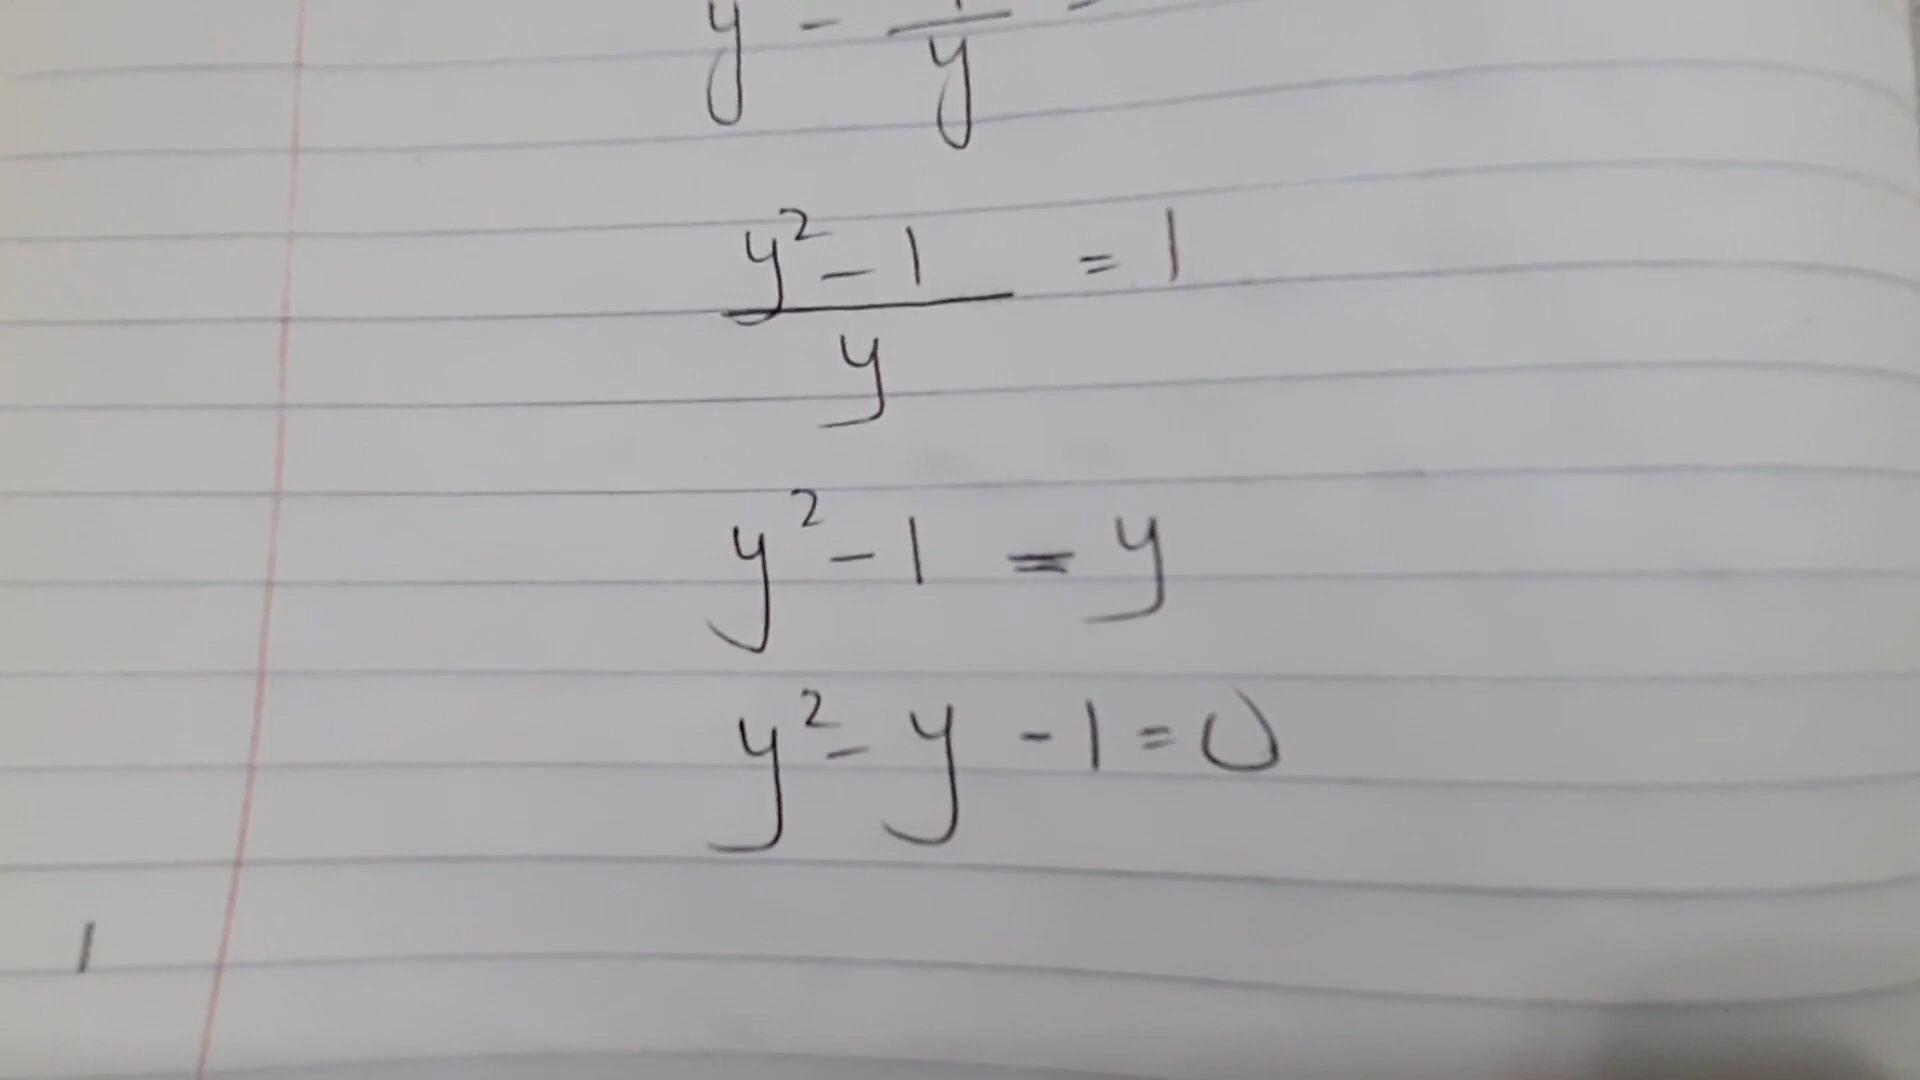 y -   / y
y² - 1 / y = 1
y² - 1 = y
y² - y - 1 = 0
1